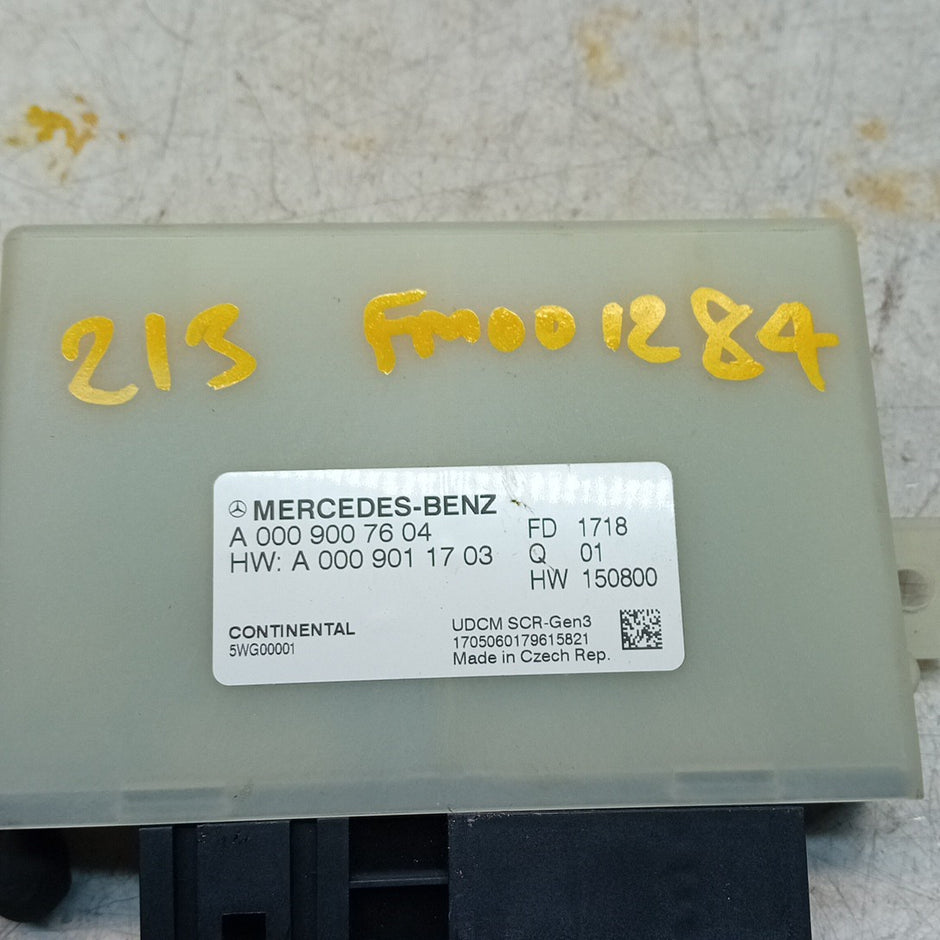 213 FM001284
MERCEDES-BENZ
A 000 900 76 04
HW: A 000 901 17 03
FD 1718
Q 01
HW 150800
CONTINENTAL
5WG00001
UDCM SCR-Gen3
1705060179615821
Made in Czech Rep.